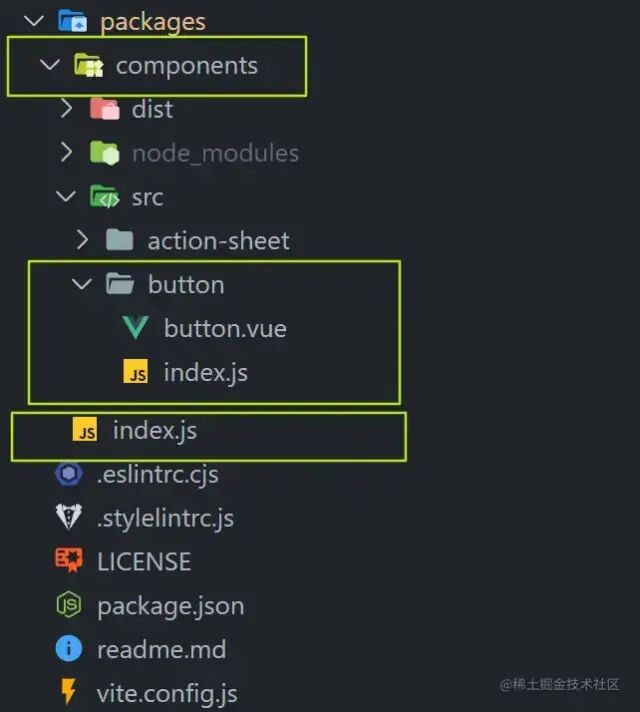 packages
components
dist
node_modules
src
action-sheet
button
button.vue
JS index.js
JS index.js
.eslintrc.cjs
.stylelintrc.js
LICENSE
package.json
readme.md
vite.config.js
@稀土掘金技术社区